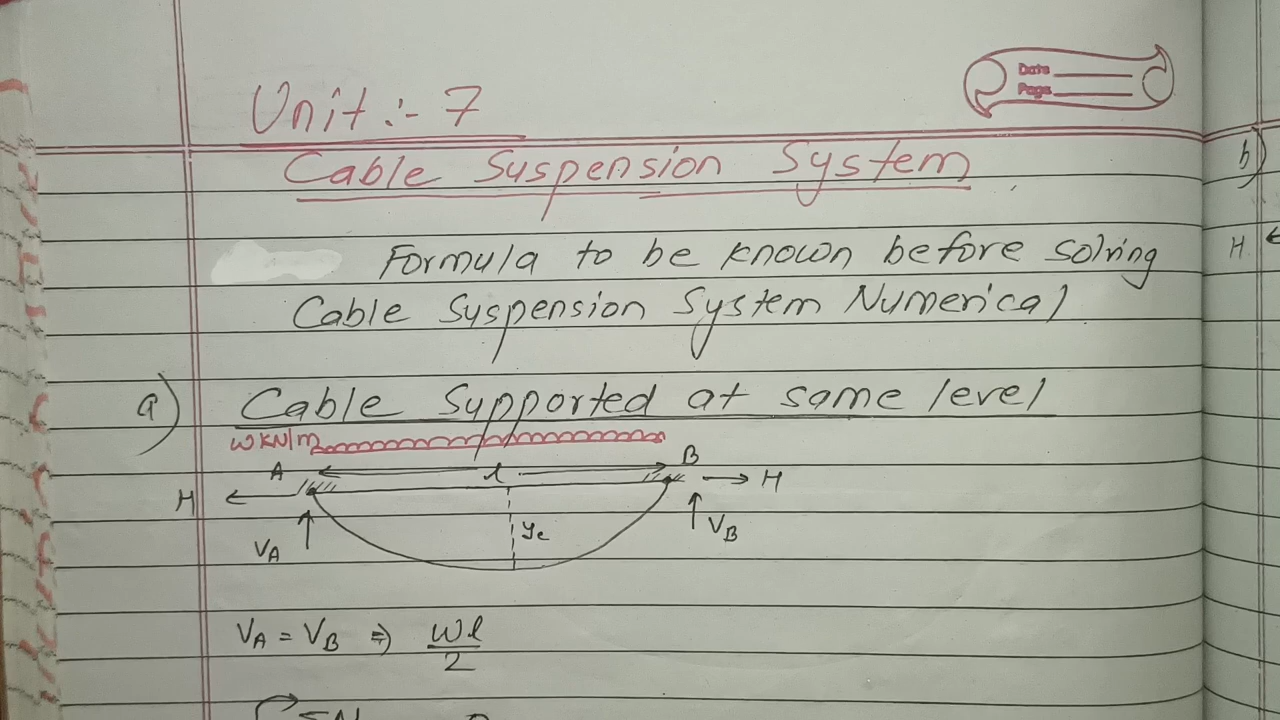 Date
Page
Unit :- 7
Cable Suspension System
b)
Formula to be known before solving
H
Cable Suspension System Numerical
a) Cable Supported at same level
w kN/m
A l B
H H
VA yc VB
VA = VB ⇒ wl/2